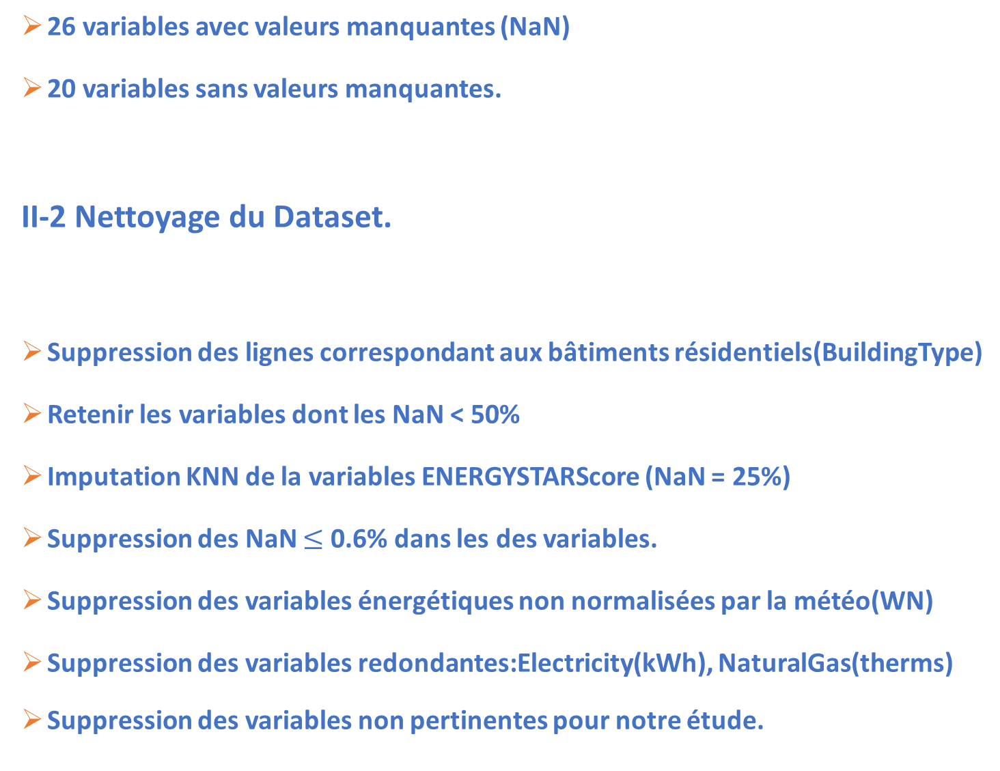 ➢ 26 variables avec valeurs manquantes (NaN)
➢ 20 variables sans valeurs manquantes.
II-2 Nettoyage du Dataset.
➢ Suppression des lignes correspondant aux bâtiments résidentiels(BuildingType)
➢ Retenir les variables dont les NaN < 50%
➢ Imputation KNN de la variables ENERGYSTARScore (NaN = 25%)
➢ Suppression des NaN ≤ 0.6% dans les des variables.
➢ Suppression des variables énergétiques non normalisées par la météo(WN)
➢ Suppression des variables redondantes:Electricity(kWh), NaturalGas(therms)
➢ Suppression des variables non pertinentes pour notre étude.